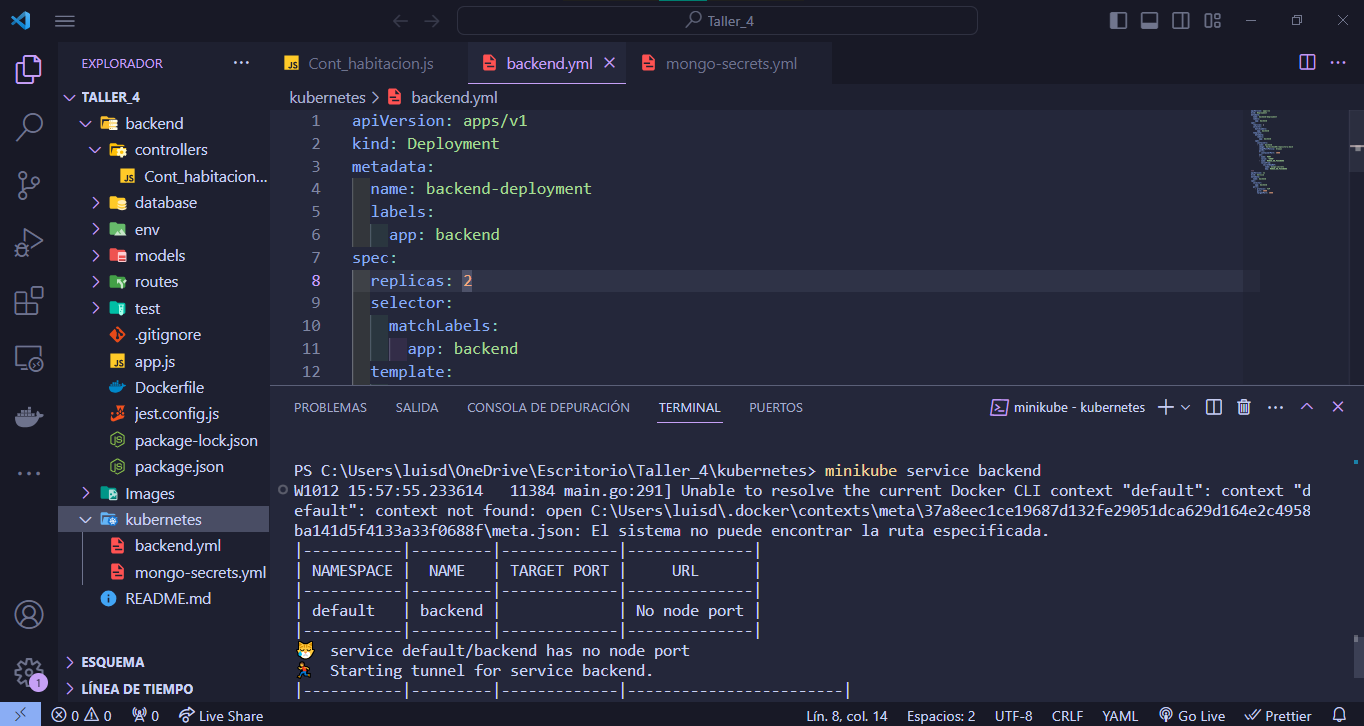 Taller_4
EXPLORADOR
TALLER_4
backend
controllers
Cont_habitacion...
database
env
models
routes
test
.gitignore
app.js
Dockerfile
jest.config.js
package-lock.json
package.json
Images
kubernetes
backend.yml
mongo-secrets.yml
README.md
ESQUEMA
LÍNEA DE TIEMPO
Cont_habitacion.js
backend.yml
mongo-secrets.yml
kubernetes > backend.yml
1 apiVersion: apps/v1
2 kind: Deployment
3 metadata:
4 name: backend-deployment
5 labels:
6 app: backend
7 spec:
8 replicas: 2
9 selector:
10 matchLabels:
11 app: backend
12 template:
PROBLEMAS SALIDA CONSOLA DE DEPURACIÓN TERMINAL PUERTOS
minikube - kubernetes
PS C:\Users\luisd\OneDrive\Escritorio\Taller_4\kubernetes> minikube service backend
W1012 15:57:55.233614 11384 main.go:291] Unable to resolve the current Docker CLI context "default": context "d
efault": context not found: open C:\Users\luisd\.docker\contexts\meta\37a8eec1ce19687d132fe29051dca629d164e2c4958
ba141d5f4133a33f0688f\meta.json: El sistema no puede encontrar la ruta especificada.
|-----------|---------|-------------|--------------|
| NAMESPACE | NAME | TARGET PORT | URL |
|-----------|---------|-------------|--------------|
| default | backend | | No node port |
|-----------|---------|-------------|--------------|
😿 service default/backend has no node port
🏃 Starting tunnel for service backend.
|-----------|---------|-------------|------------------------|
1
0 0 0 Live Share
Lín. 8, col. 14 Espacios: 2 UTF-8 CRLF YAML Go Live Prettier